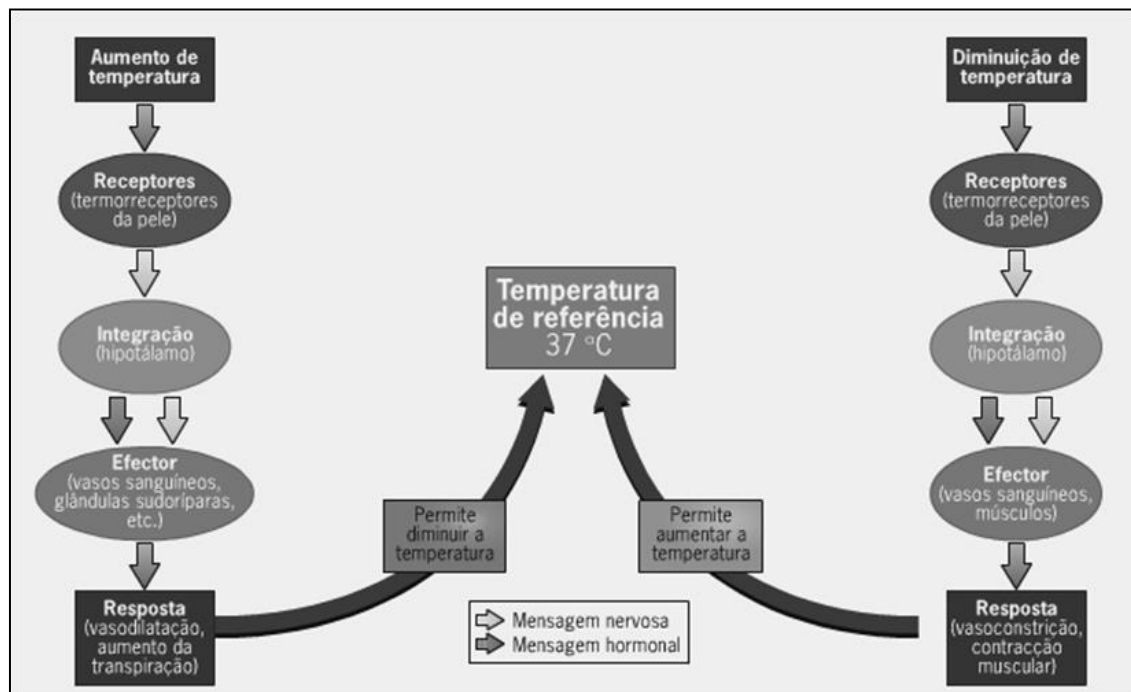 Aumento de
temperatura
Receptores
(termorreceptores
da pele)
Integração
(hipotálamo)
Efector
(vasos sanguíneos,
glândulas sudoríparas,
etc.)
Resposta
(vasodilatação,
aumento da
transpiração)
Permite
diminuir a
temperatura
Temperatura
de referência
37 ºC
Permite
aumentar a
temperatura
Mensagem nervosa
Mensagem hormonal
Diminuição de
temperatura
Receptores
(termorreceptores
da pele)
Integração
(hipotálamo)
Efector
(vasos sanguíneos,
músculos)
Resposta
(vasoconstrição,
contracção
muscular)